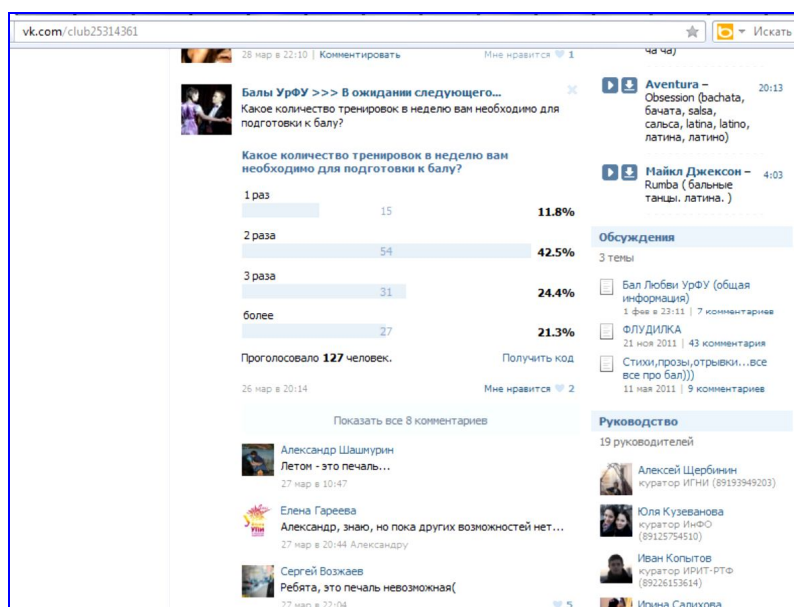 vk.com/club25314361
Искать
28 мар в 22:10 | Комментировать
Мне нравится 1
Балы УрФУ >>> В ожидании следующего...
Какое количество тренировок в неделю вам необходимо для
подготовки к балу?
Какое количество тренировок в неделю вам
необходимо для подготовки к балу?
1 раз
15
11.8%
2 раза
54
42.5%
3 раза
31
24.4%
более
27
21.3%
Проголосовало 127 человек.
Получить код
26 мар в 20:14
Мне нравится 2
Показать все 8 комментариев
Александр Шашмурин
Летом - это печаль...
27 мар в 10:47
Елена Гареева
Александр, знаю, но пока других возможностей нет...
27 мар в 20:44 Александру
Сергей Возжаев
Ребята, это печаль невозможная(
27 мар в 22:04
5
ча ча)
Aventura –
20:13
Obsession (bachata,
бачата, salsa,
сальса, latina, latino,
латина, латино)
Майкл Джексон –
4:03
Rumba ( бальные
танцы. латина. )
Обсуждения
3 темы
Бал Любви УрФУ (общая
информация)
1 фев в 23:11 | 7 комментариев
ФЛУДИЛКА
21 ноя 2011 | 43 комментария
Стихи,прозы,отрывки...все
все про бал)))
11 мая 2011 | 9 комментариев
Руководство
19 руководителей
Алексей Щербинин
куратор ИГНИ (89193949203)
Юля Кузеванова
куратор ИнФО
(89125754510)
Иван Копытов
куратор ИРИТ-РТФ
(89226153614)
Ирина Салихова